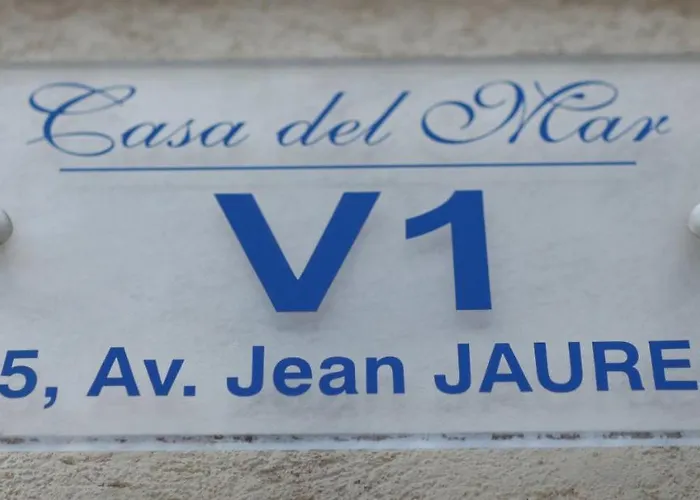 Casa del Mar
V1
5, Av. Jean JAURE